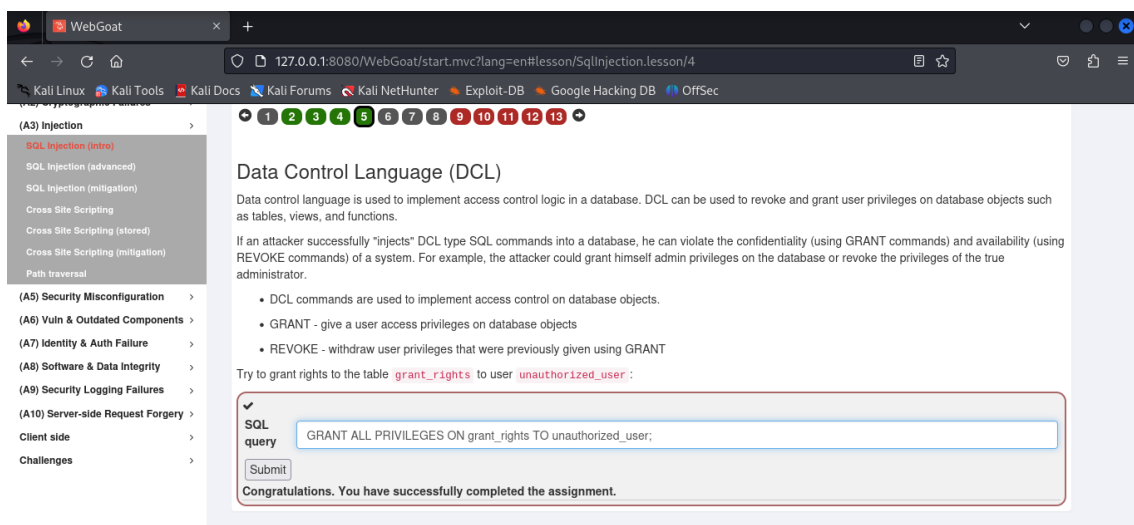 WebGoat
127.0.0.1:8080/WebGoat/start.mvc?lang=en#lesson/SqlInjection.lesson/4
Kali Linux Kali Tools Kali Docs Kali Forums Kali NetHunter Exploit-DB Google Hacking DB OffSec
(A2) Cryptographic Failures
(A3) Injection
SQL Injection (intro)
SQL Injection (advanced)
SQL Injection (mitigation)
Cross Site Scripting
Cross Site Scripting (stored)
Cross Site Scripting (mitigation)
Path traversal
(A5) Security Misconfiguration
(A6) Vuln & Outdated Components
(A7) Identity & Auth Failure
(A8) Software & Data Integrity
(A9) Security Logging Failures
(A10) Server-side Request Forgery
Client side
Challenges
1 2 3 4 5 6 7 8 9 10 11 12 13
Data Control Language (DCL)
Data control language is used to implement access control logic in a database. DCL can be used to revoke and grant user privileges on database objects such
as tables, views, and functions.
If an attacker successfully "injects" DCL type SQL commands into a database, he can violate the confidentiality (using GRANT commands) and availability (using
REVOKE commands) of a system. For example, the attacker could grant himself admin privileges on the database or revoke the privileges of the true
administrator.
• DCL commands are used to implement access control on database objects.
• GRANT - give a user access privileges on database objects
• REVOKE - withdraw user privileges that were previously given using GRANT
Try to grant rights to the table grant_rights to user unauthorized_user :
✔
SQL
query
GRANT ALL PRIVILEGES ON grant_rights TO unauthorized_user;
Submit
Congratulations. You have successfully completed the assignment.